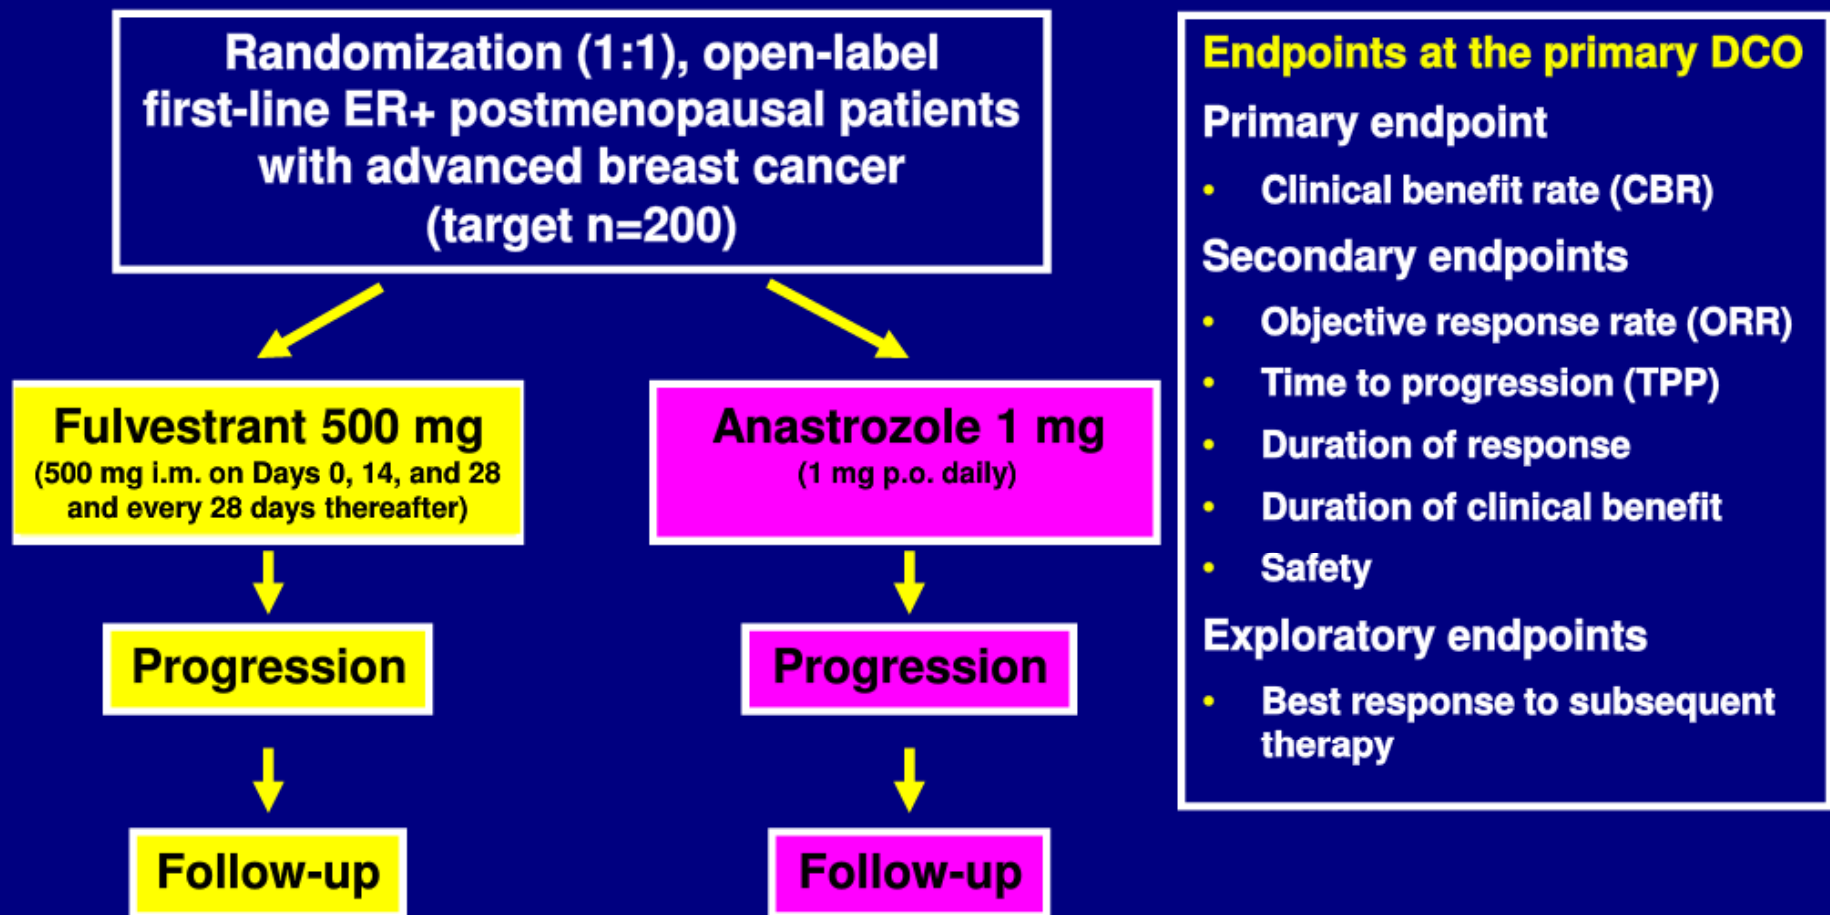 Randomization (1:1), open-label
first-line ER+ postmenopausal patients
with advanced breast cancer
(target n=200)
Fulvestrant 500 mg
(500 mg i.m. on Days 0, 14, and 28
and every 28 days thereafter)
Progression
Follow-up
Anastrozole 1 mg
(1 mg p.o. daily)
Progression
Follow-up
Endpoints at the primary DCO
Primary endpoint
• Clinical benefit rate (CBR)
Secondary endpoints
• Objective response rate (ORR)
• Time to progression (TPP)
• Duration of response
• Duration of clinical benefit
• Safety
Exploratory endpoints
• Best response to subsequent
therapy